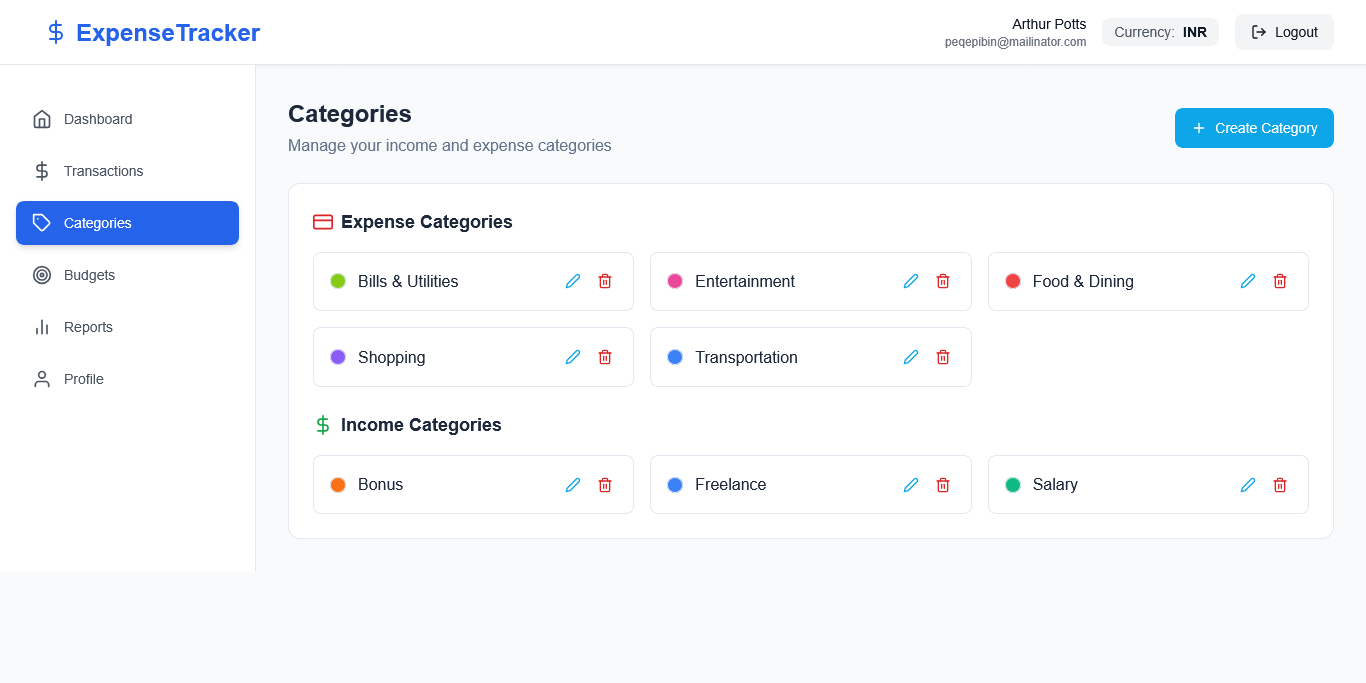 ExpenseTracker
Arthur Potts
peqepibin@mailinator.com
Currency: INR
Logout
Dashboard
Transactions
Categories
Budgets
Reports
Profile
Categories
Manage your income and expense categories
Create Category
Expense Categories
Bills & Utilities
Entertainment
Food & Dining
Shopping
Transportation
Income Categories
Bonus
Freelance
Salary